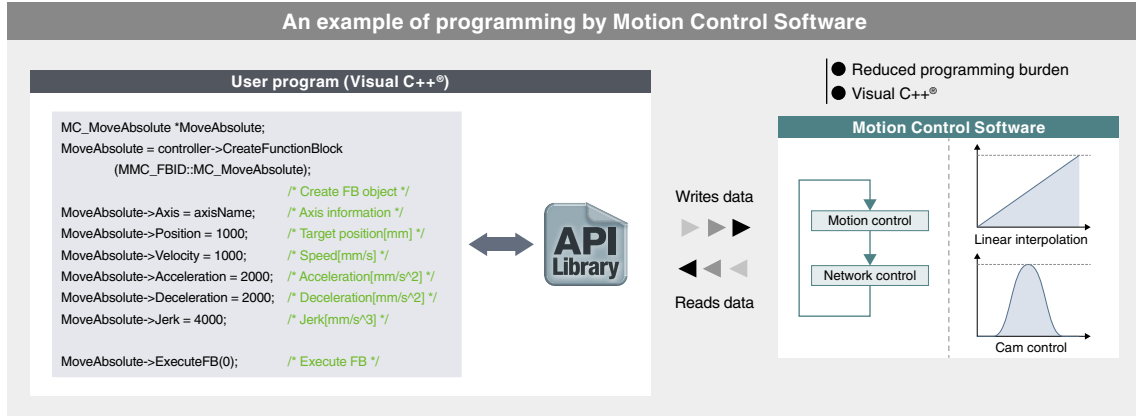 An example of programming by Motion Control Software
User program (Visual C++®)
MC_MoveAbsolute *MoveAbsolute;
MoveAbsolute = controller->CreateFunctionBlock
(MMC_FBID::MC_MoveAbsolute);
/* Create FB object */
MoveAbsolute->Axis = axisName; /* Axis information */
MoveAbsolute->Position = 1000; /* Target position[mm] */
MoveAbsolute->Velocity = 1000; /* Speed[mm/s] */
MoveAbsolute->Acceleration = 2000; /* Acceleration[mm/s^2] */
MoveAbsolute->Deceleration = 2000; /* Deceleration[mm/s^2] */
MoveAbsolute->Jerk = 4000; /* Jerk[mm/s^3] */
MoveAbsolute->ExecuteFB(0); /* Execute FB */
API
Library
Writes data
Reads data
● Reduced programming burden
● Visual C++®
Motion Control Software
Motion control
Network control
Linear interpolation
Cam control